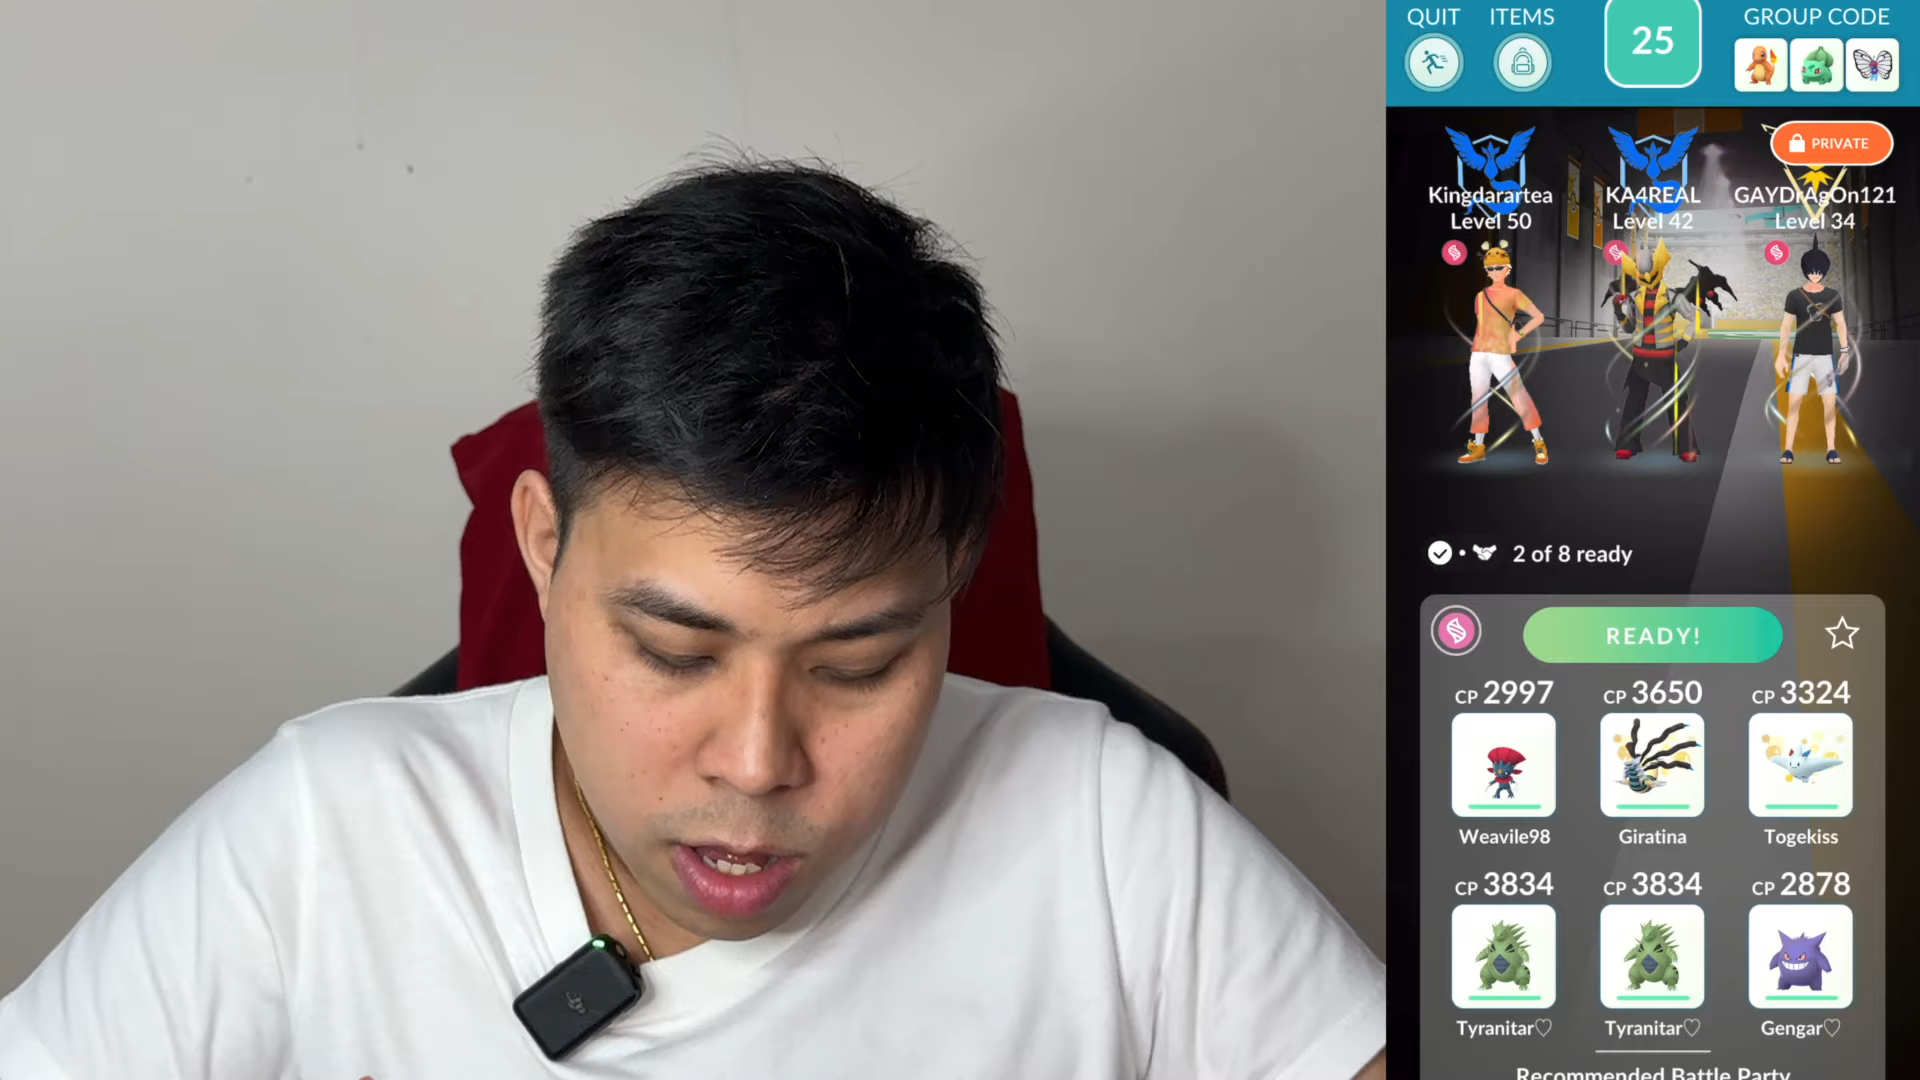 QUIT ITEMS 25 GROUP CODE
PRIVATE
Kingdarartea KA4REAL GAYDrAgOn121
Level 50 Level 42 Level 34
2 of 8 ready
READY!
CP 2997 CP 3650 CP 3324
Weavile98 Giratina Togekiss
CP 3834 CP 3834 CP 2878
Tyranitar♡ Tyranitar♡ Gengar♡
Recommended Battle Party